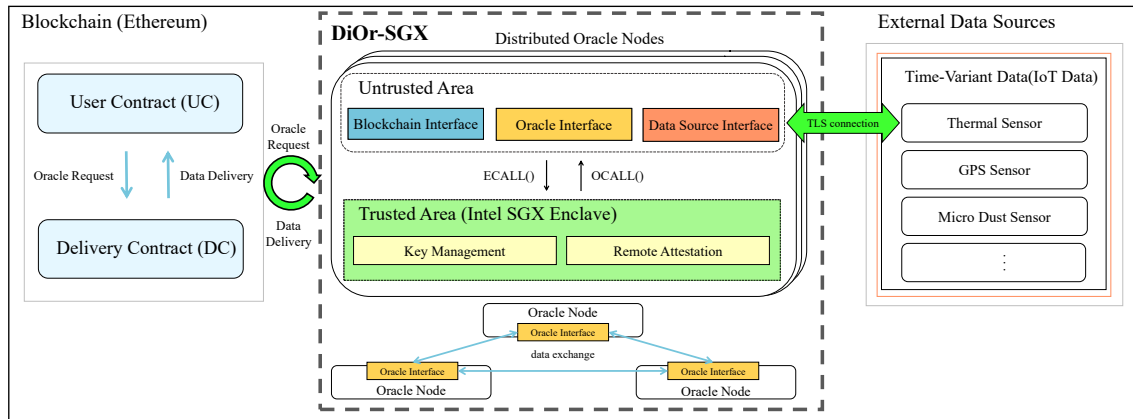 Blockchain (Ethereum)
User Contract (UC)
Oracle Request
Data Delivery
Delivery Contract (DC)
Oracle
Request
Data
Delivery
DiOr-SGX
Distributed Oracle Nodes
Untrusted Area
Blockchain Interface
Oracle Interface
Data Source Interface
ECALL()
OCALL()
Trusted Area (Intel SGX Enclave)
Key Management
Remote Attestation
Oracle Node
Oracle Interface
data exchange
Oracle Interface
Oracle Node
Oracle Interface
Oracle Node
TLS connection
External Data Sources
Time-Variant Data(IoT Data)
Thermal Sensor
GPS Sensor
Micro Dust Sensor
⋮